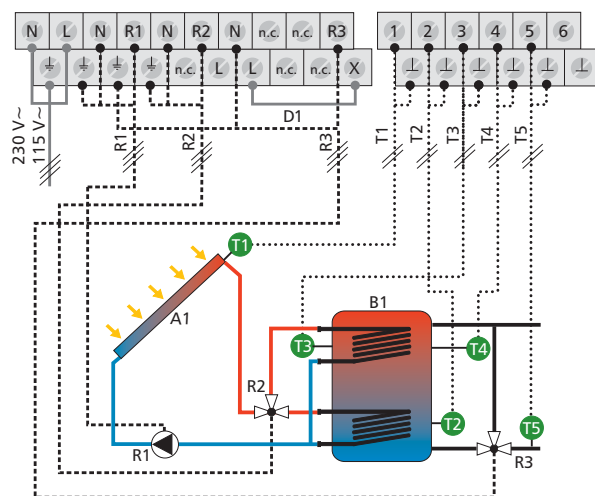 N L N R1 N R2 N n.c. n.c. R3
1 2 3 4 5 6
n.c. L L n.c. n.c. X
D1
230 V~
115 V~
R1
R2
R3
T1
T2
T3
T4
T5
T1
A1
B1
T3
T4
R2
T2
T5
R1
R3